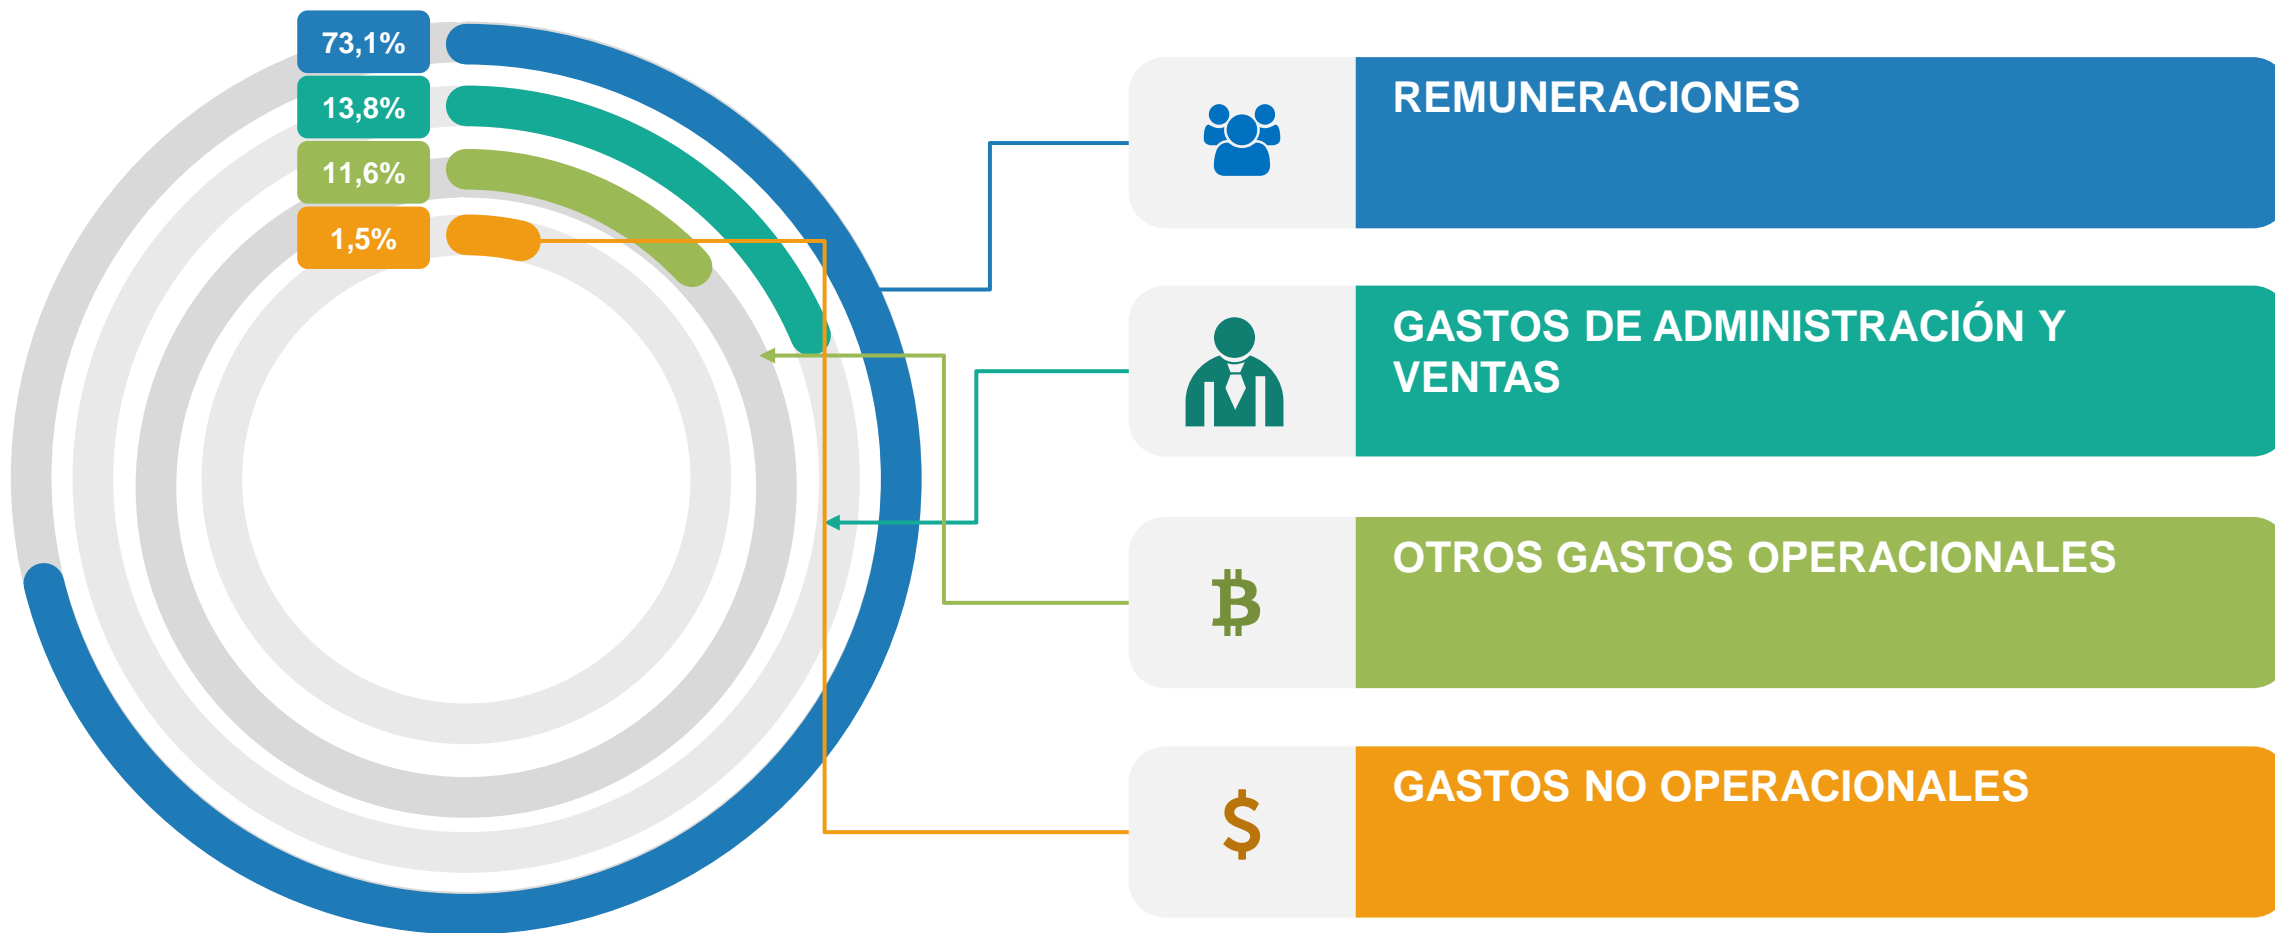 73,1%
13,8%
11,6%
1,5%
REMUNERACIONES
GASTOS DE ADMINISTRACIÓN Y
VENTAS
OTROS GASTOS OPERACIONALES
GASTOS NO OPERACIONALES